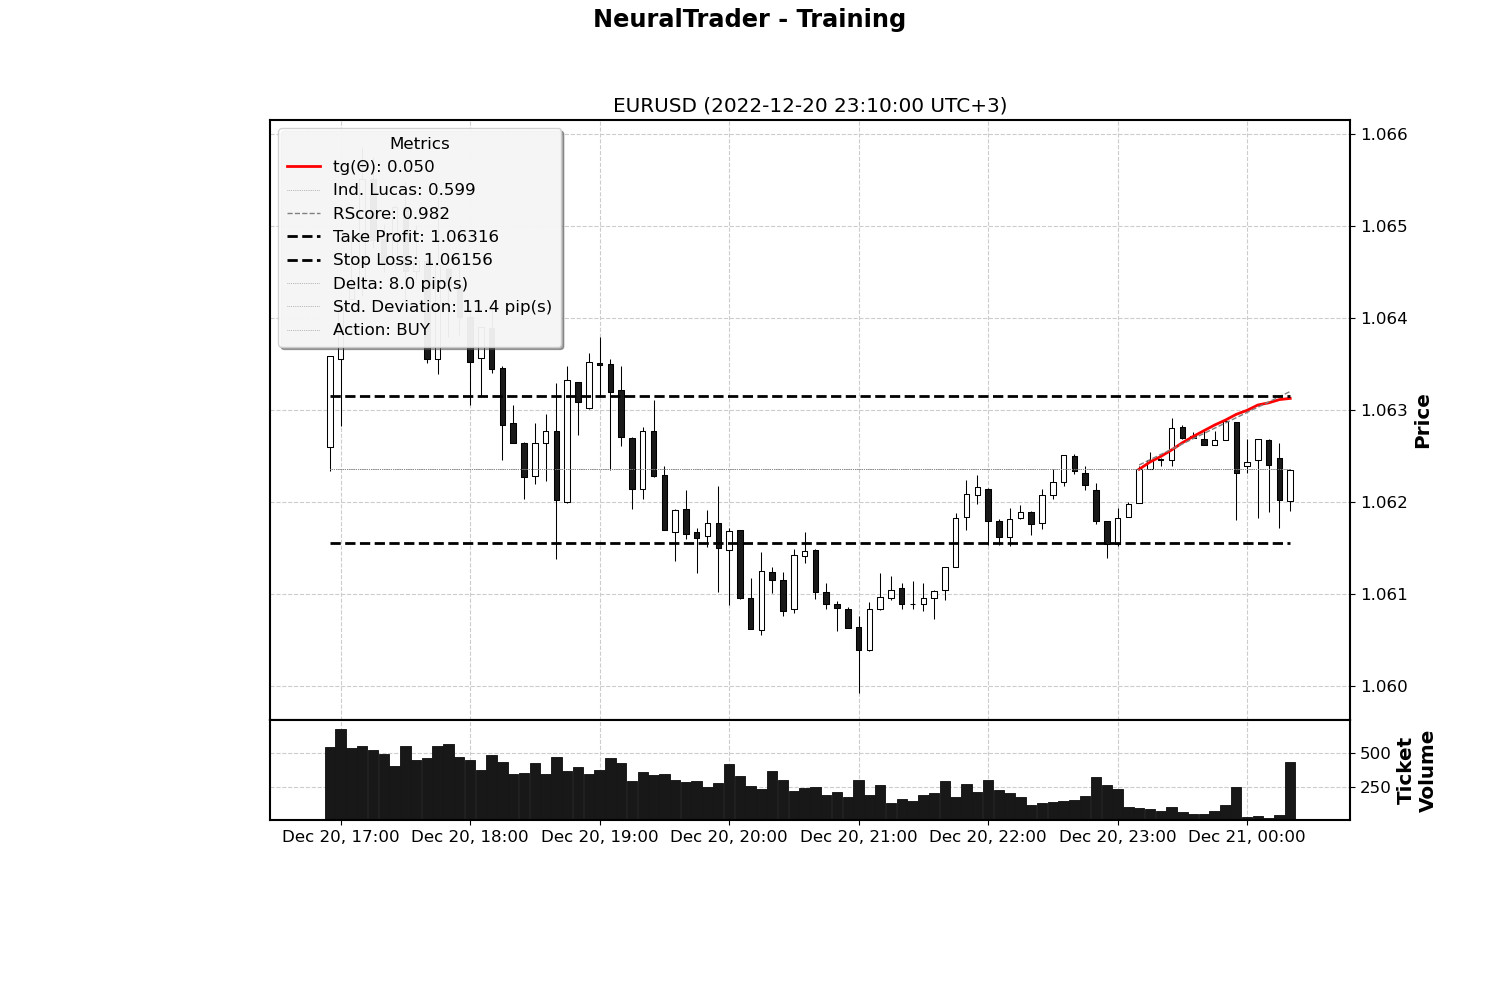 NeuralTrader - Training
EURUSD (2022-12-20 23:10:00 UTC+3)
Metrics
tg(Θ): 0.050
Ind. Lucas: 0.599
RScore: 0.982
Take Profit: 1.06316
Stop Loss: 1.06156
Delta: 8.0 pip(s)
Std. Deviation: 11.4 pip(s)
Action: BUY
1.066
1.065
1.064
1.063
1.062
1.061
1.060
Price
500
250
Ticket
Volume
Dec 20, 17:00
Dec 20, 18:00
Dec 20, 19:00
Dec 20, 20:00
Dec 20, 21:00
Dec 20, 22:00
Dec 20, 23:00
Dec 21, 00:00